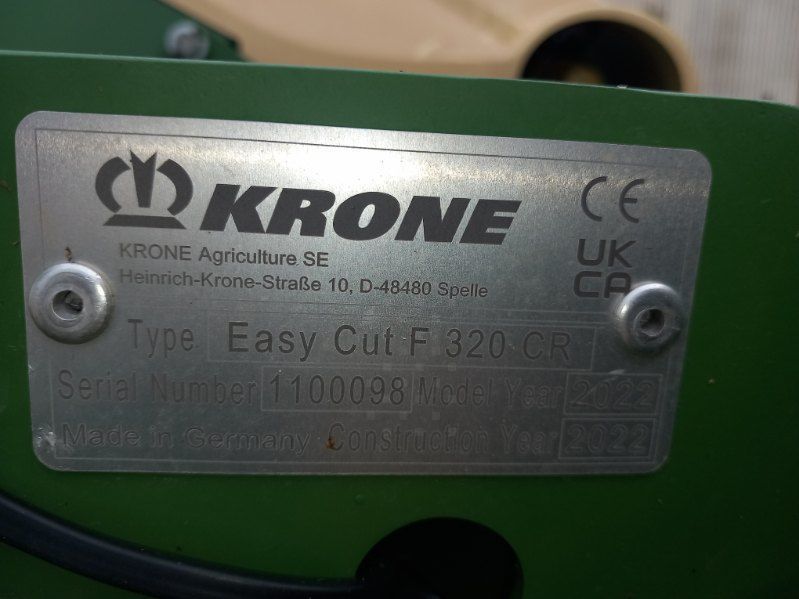 KRONE
CE
KRONE Agriculture SE
UK
CA
Heinrich-Krone-Straße 10, D-48480 Spelle
Type Easy Cut F 320 CR
Serial Number 1100098 Model Year 2022
Made in Germany Construction Year 2022